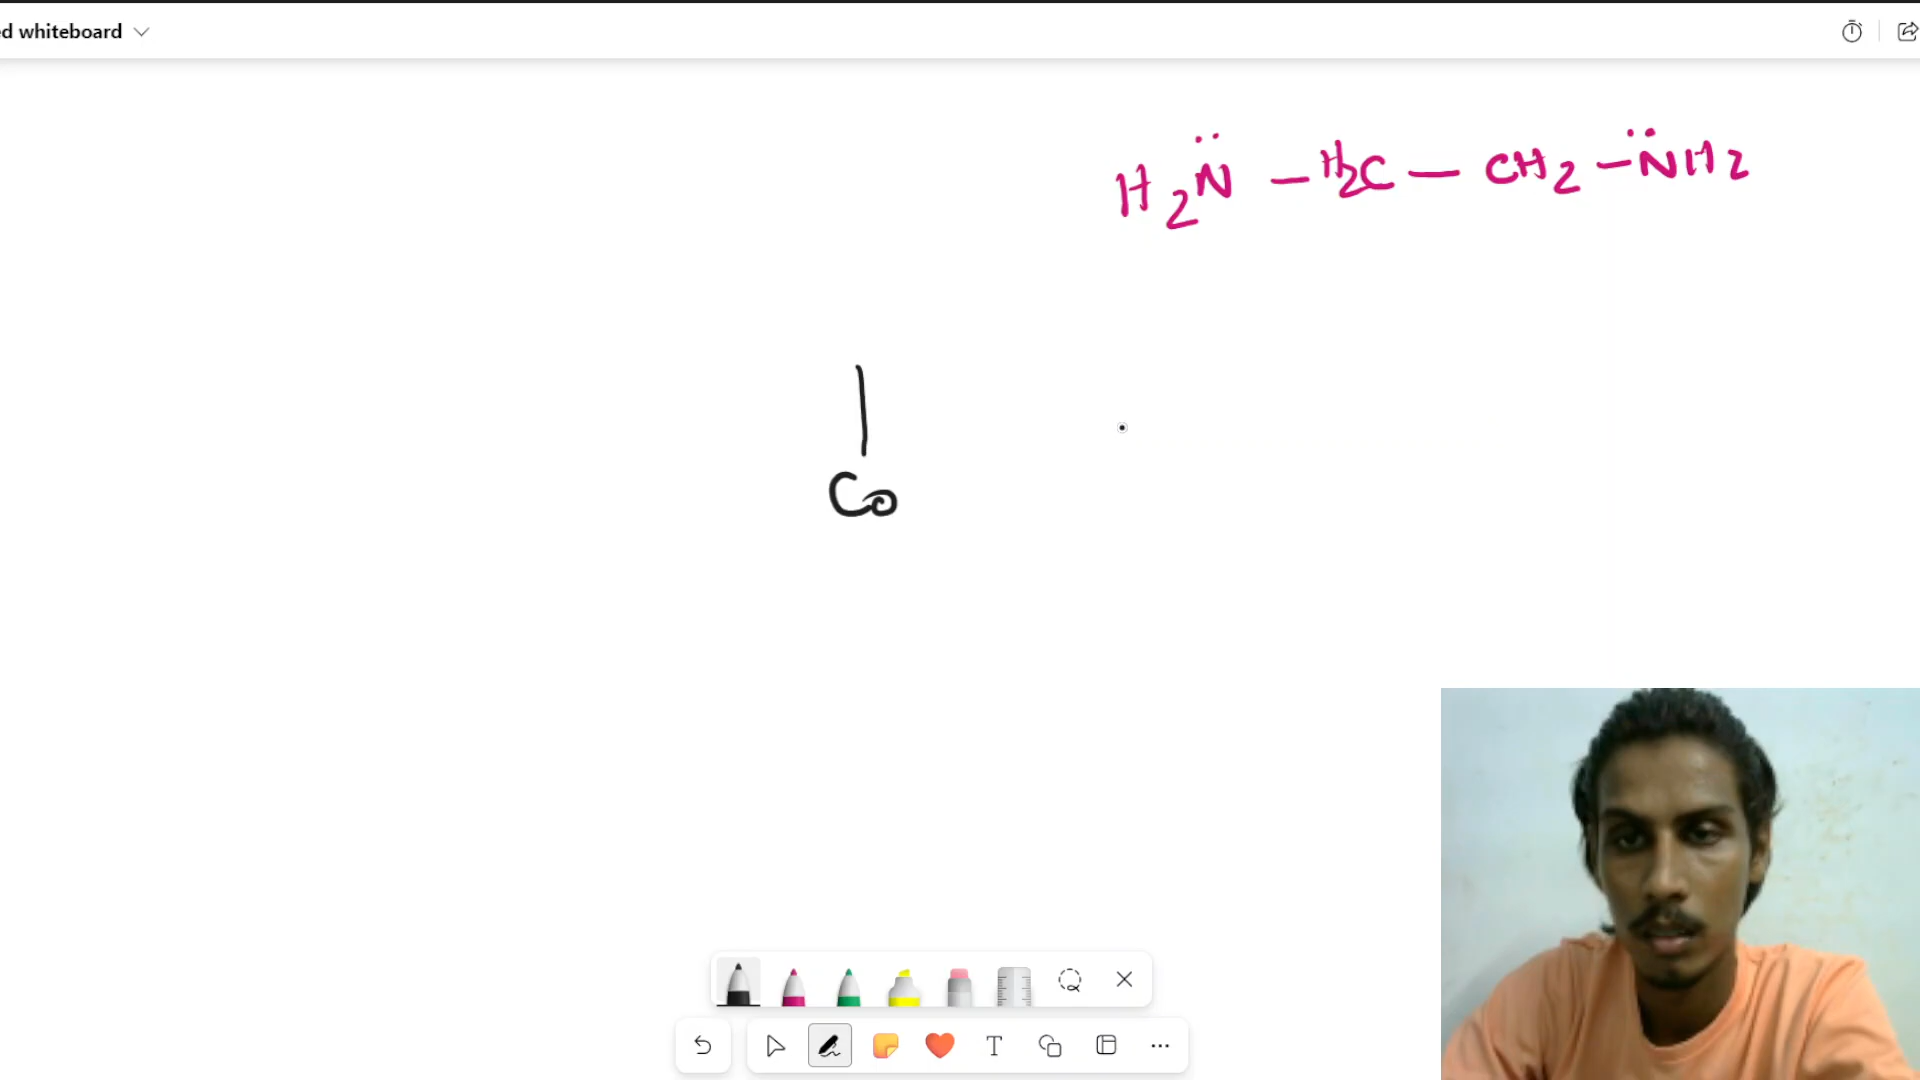 d whiteboard
H2N̈ – H2C – CH2 – N̈H2
Co
T